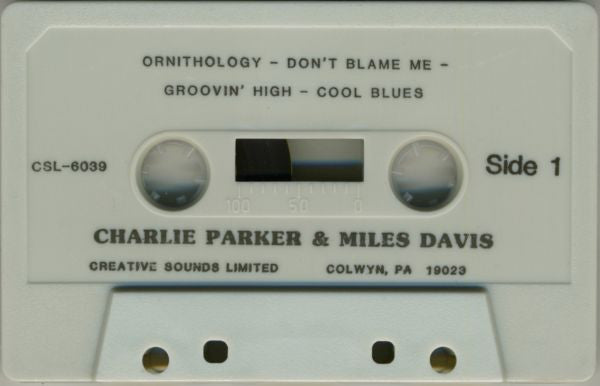 ORNITHOLOGY – DON'T BLAME ME –
GROOVIN' HIGH – COOL BLUES
CSL-6039
Side 1
100 50 0
CHARLIE PARKER & MILES DAVIS
CREATIVE SOUNDS LIMITED COLWYN, PA 19023